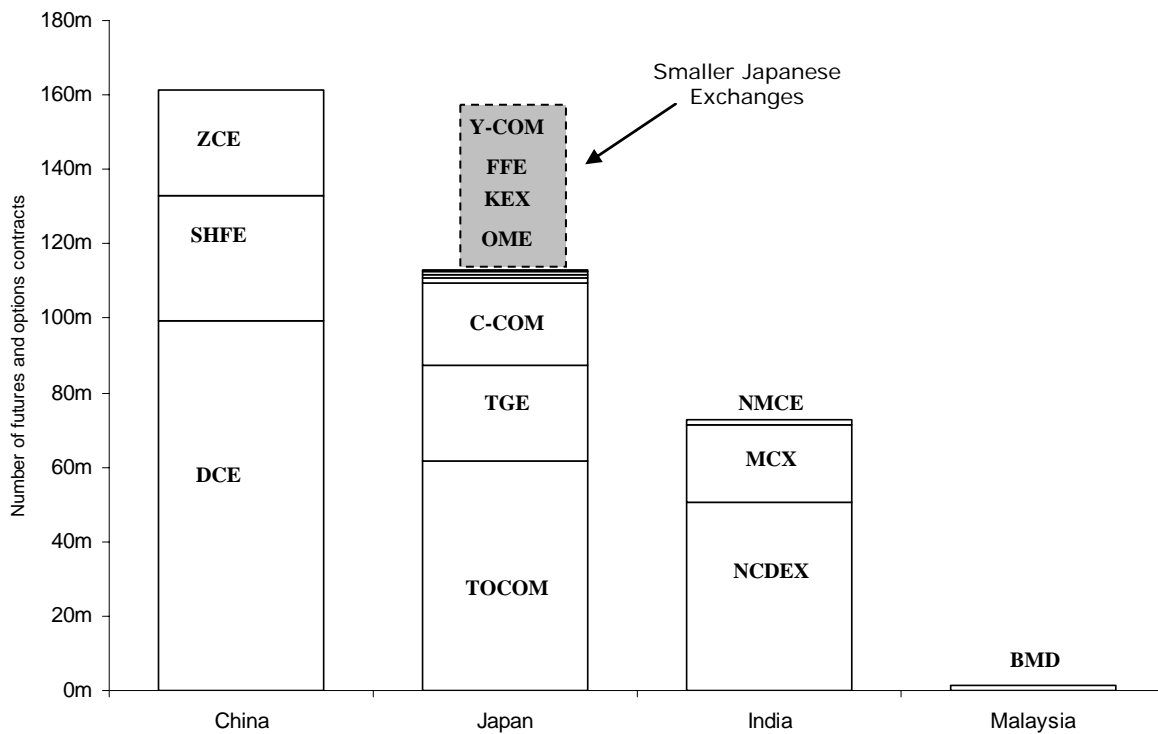 Number of futures and options contracts
180m
160m
140m
120m
100m
80m
60m
40m
20m
0m
ZCE
SHFE
DCE
Smaller Japanese
Exchanges
Y-COM
FFE
KEX
OME
C-COM
TGE
TOCOM
NMCE
MCX
NCDEX
BMD
China
Japan
India
Malaysia